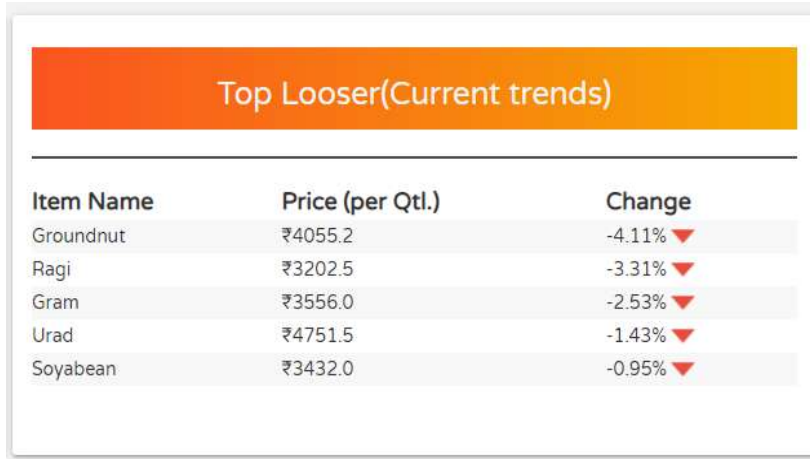 Top Looser(Current trends)
Item Name Price (per Qtl.) Change
Groundnut ₹4055.2 -4.11%
Ragi ₹3202.5 -3.31%
Gram ₹3556.0 -2.53%
Urad ₹4751.5 -1.43%
Soyabean ₹3432.0 -0.95%